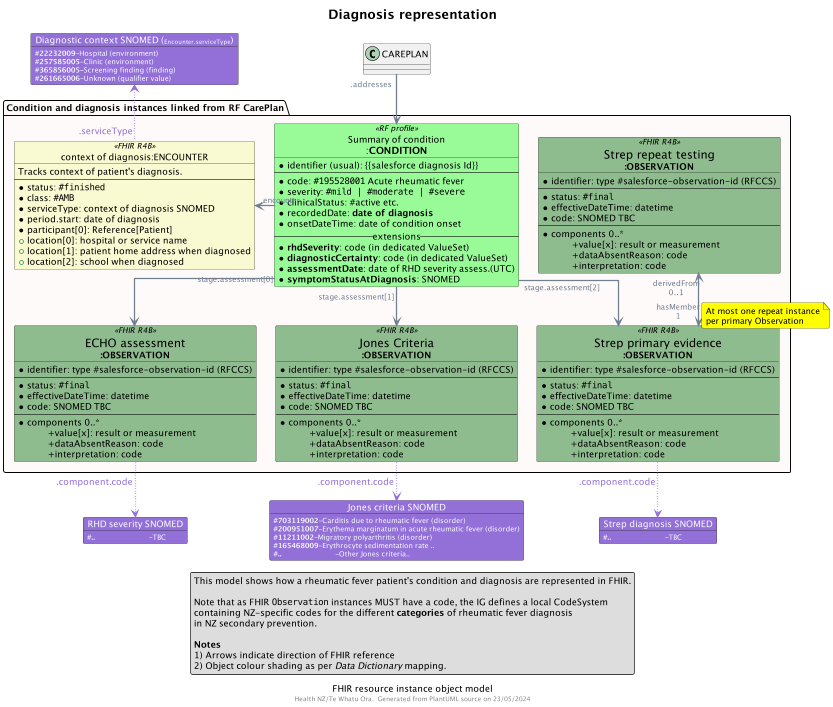 Diagnosis representation
Diagnostic context SNOMED (Encounter.serviceType)
#22232009–Hospital (environment)
#257585005–Clinic (environment)
#365856005–Screening finding (finding)
#261665006–Unknown (qualifier value)
C CAREPLAN
.addresses
Condition and diagnosis instances linked from RF CarePlan
.serviceType
«FHIR R4B»
context of diagnosis:ENCOUNTER
Tracks context of patient's diagnosis.
status: #finished
class: #AMB
serviceType: context of diagnosis SNOMED
period.start: date of diagnosis
participant[0]: Reference[Patient]
location[0]: hospital or service name
location[1]: patient home address when diagnosed
location[2]: school when diagnosed
«RF profile»
Summary of condition
:CONDITION
identifier (usual): {{salesforce diagnosis Id}}
code: #195528001 Acute rheumatic fever
severity: #mild | #moderate | #severe
clinicalStatus: #active etc.
recordedDate: date of diagnosis
onsetDateTime: date of condition onset
extensions
rhdSeverity: code (in dedicated ValueSet)
diagnosticCertainty: code (in dedicated ValueSet)
assessmentDate: date of RHD severity assess.(UTC)
symptomStatusAtDiagnosis: SNOMED
«FHIR R4B»
Strep repeat testing
:OBSERVATION
identifier: type #salesforce-observation-id (RFCCS)
status: #final
effectiveDateTime: datetime
code: SNOMED TBC
components 0..*
+value[x]: result or measurement
+dataAbsentReason: code
+interpretation: code
stage.assessment[0]
stage.assessment[1]
stage.assessment[2]
derivedFrom
0..1
hasMember
1
At most one repeat instance
per primary Observation
«FHIR R4B»
ECHO assessment
:OBSERVATION
identifier: type #salesforce-observation-id (RFCCS)
status: #final
effectiveDateTime: datetime
code: SNOMED TBC
components 0..*
+value[x]: result or measurement
+dataAbsentReason: code
+interpretation: code
«FHIR R4B»
Jones Criteria
:OBSERVATION
identifier: type #salesforce-observation-id (RFCCS)
status: #final
effectiveDateTime: datetime
code: SNOMED TBC
components 0..*
+value[x]: result or measurement
+dataAbsentReason: code
+interpretation: code
«FHIR R4B»
Strep primary evidence
:OBSERVATION
identifier: type #salesforce-observation-id (RFCCS)
status: #final
effectiveDateTime: datetime
code: SNOMED TBC
components 0..*
+value[x]: result or measurement
+dataAbsentReason: code
+interpretation: code
.component.code
.component.code
.component.code
RHD severity SNOMED
#.. –TBC
Jones criteria SNOMED
#703119002–Carditis due to rheumatic fever (disorder)
#200951007–Erythema marginatum in acute rheumatic fever (disorder)
#11211002–Migratory polyarthritis (disorder)
#165468009–Erythrocyte sedimentation rate ..
#.. –Other Jones criteria..
Strep diagnosis SNOMED
#.. –TBC
This model shows how a rheumatic fever patient's condition and diagnosis are represented in FHIR.
Note that as FHIR Observation instances MUST have a code, the IG defines a local CodeSystem
containing NZ-specific codes for the different categories of rheumatic fever diagnosis
in NZ secondary prevention.
Notes
1) Arrows indicate direction of FHIR reference
2) Object colour shading as per Data Dictionary mapping.
FHIR resource instance object model
Health NZ/Te Whatu Ora. Generated from PlantUML source on 23/05/2024